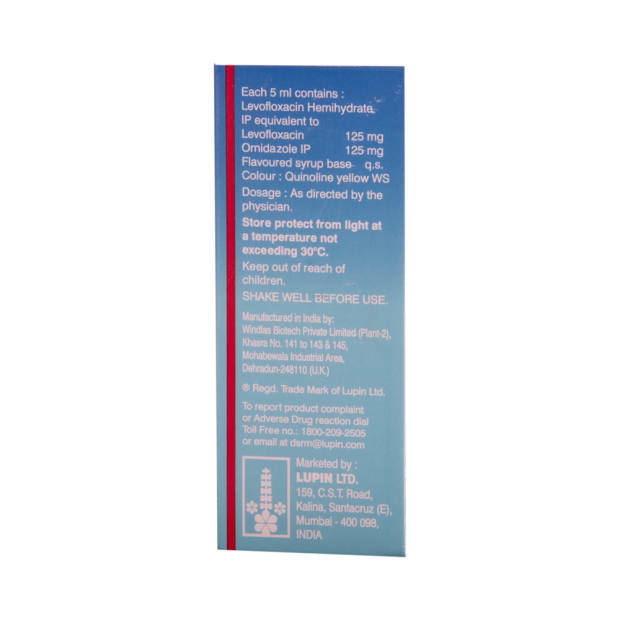 Each 5 ml contains :
Levofloxacin Hemihydrate
IP equivalent to
Levofloxacin 125 mg
Ornidazole IP 125 mg
Flavoured syrup base q.s.
Colour : Quinoline yellow WS
Dosage : As directed by the
physician.
Store protect from light at
a temperature not
exceeding 30°C.
Keep out of reach of
children.
SHAKE WELL BEFORE USE.
Manufactured in India by:
Windlas Biotech Private Limited (Plant-2),
Khasra No. 141 to 143 & 145,
Mohabewala Industrial Area,
Dehradun-248110 (U.K.)
® Regd. Trade Mark of Lupin Ltd.
To report product complaint
or Adverse Drug reaction dial
Toll Free no.: 1800-209-2505
or email at dsrm@lupin.com
Marketed by :
LUPIN LTD.
159, C.S.T. Road,
Kalina, Santacruz (E),
Mumbai - 400 098,
INDIA